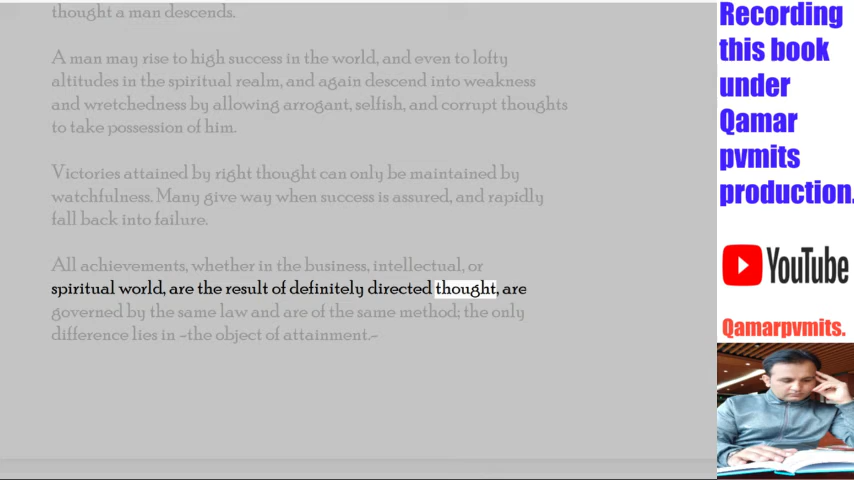 thought a man descends.
A man may rise to high success in the world, and even to lofty
altitudes in the spiritual realm, and again descend into weakness
and wretchedness by allowing arrogant, selfish, and corrupt thoughts
to take possession of him.
Victories attained by right thought can only be maintained by
watchfulness. Many give way when success is assured, and rapidly
fall back into failure.
All achievements, whether in the business, intellectual, or
spiritual world, are the result of definitely directed thought, are
governed by the same law and are of the same method; the only
difference lies in -the object of attainment.-
Recording
this book
under
Qamar
pvmits
production.
YouTube
Qamarpvmits.